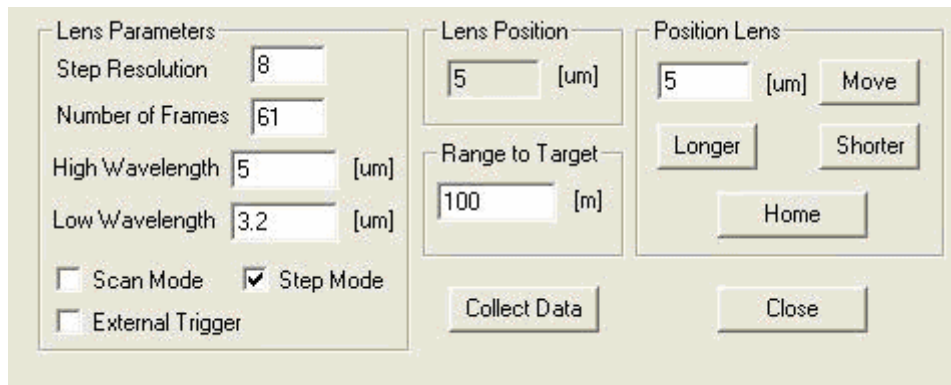 Lens Parameters
Step Resolution 8
Number of Frames 61
High Wavelength 5 [um]
Low Wavelength 3.2 [um]
Scan Mode Step Mode
External Trigger
Lens Position
5 [um]
Range to Target
100 [m]
Collect Data
Position Lens
5 [um] Move
Longer Shorter
Home
Close